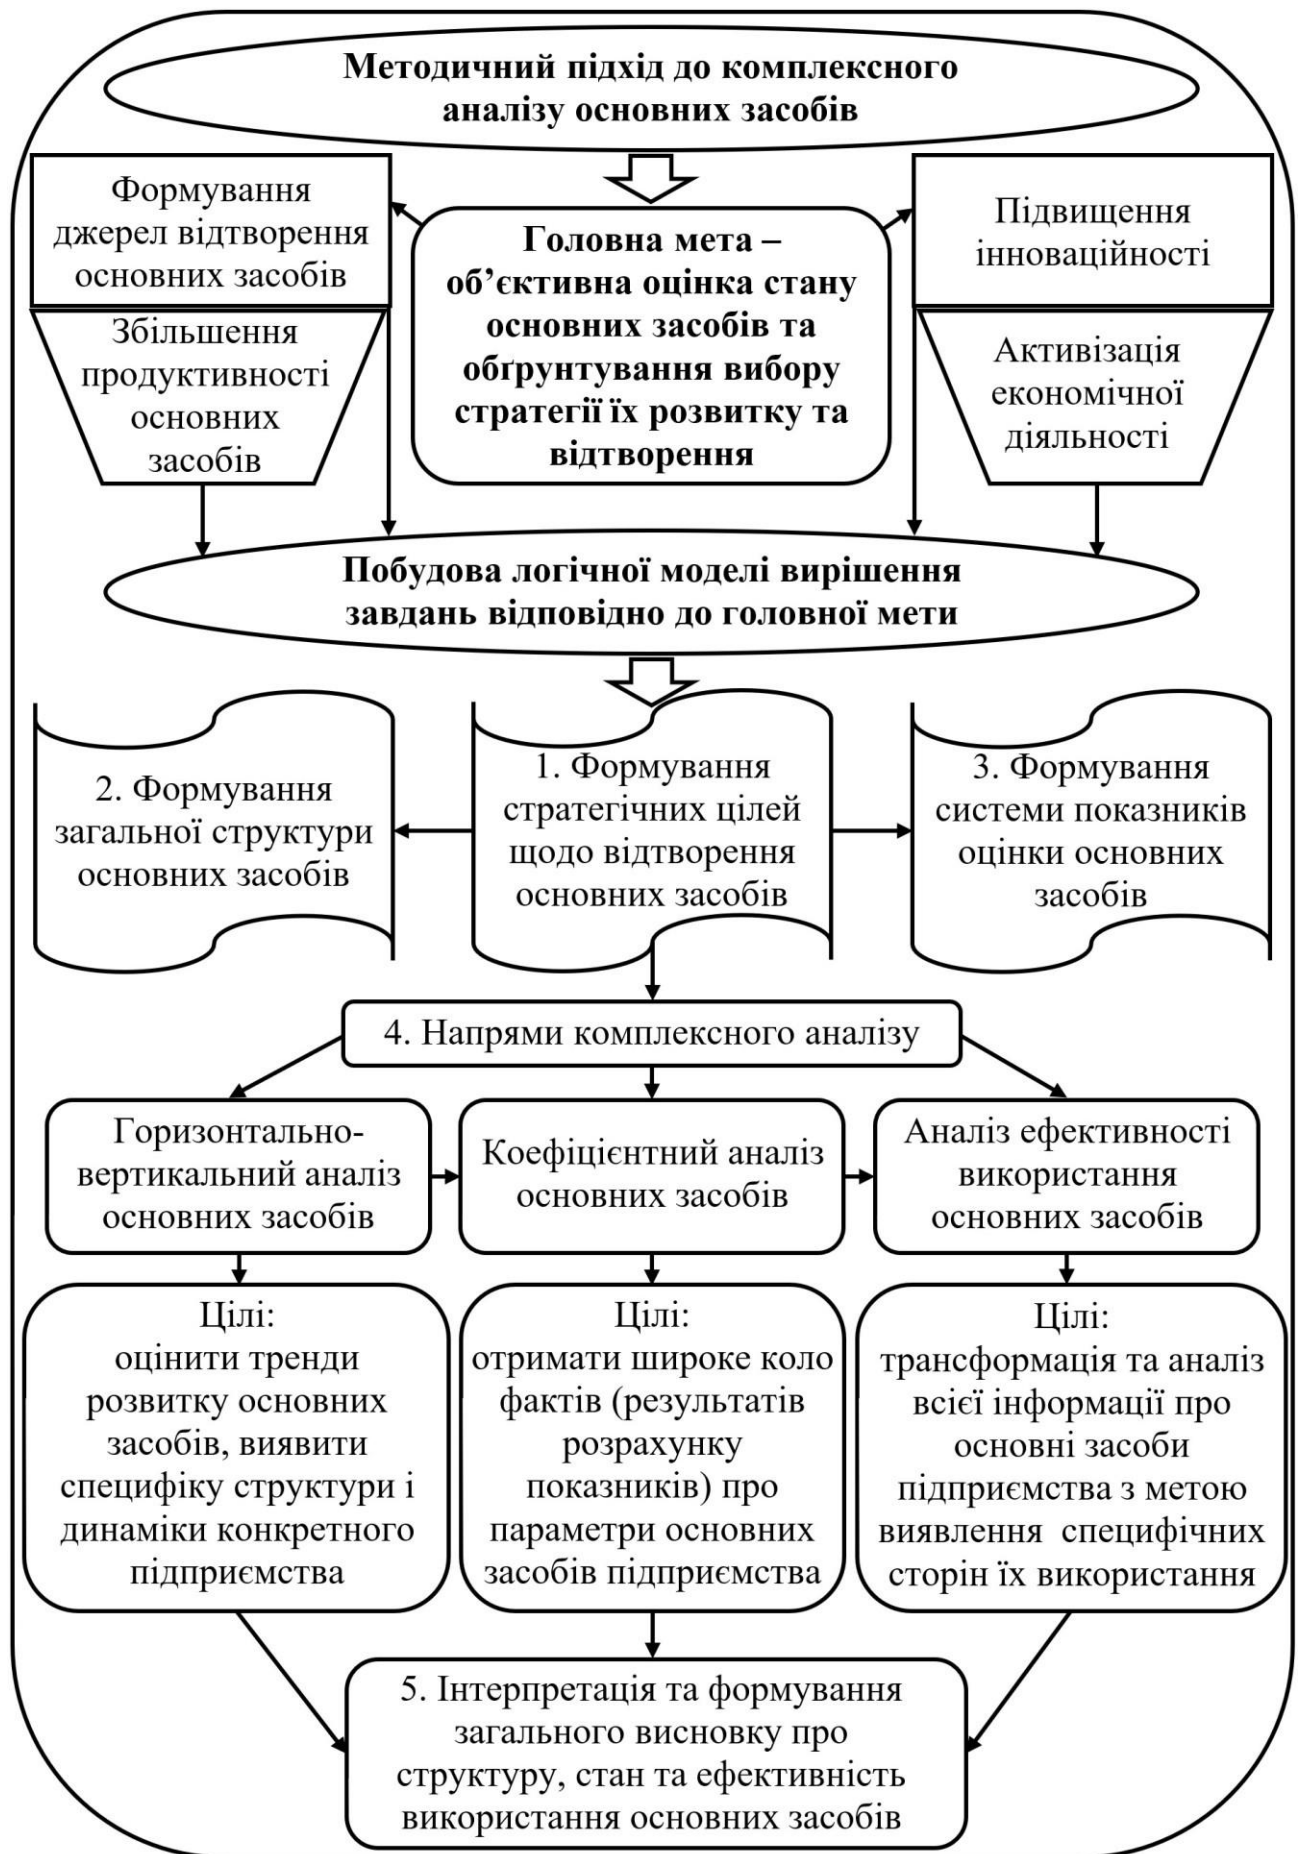 Методичний підхід до комплексного
аналізу основних засобів
Формування
джерел відтворення
основних засобів
Збільшення
продуктивності
основних
засобів
Головна мета –
об’єктивна оцінка стану
основних засобів та
обґрунтування вибору
стратегії їх розвитку та
відтворення
Підвищення
інноваційності
Активізація
економічної
діяльності
Побудова логічної моделі вирішення
завдань відповідно до головної мети
2. Формування
загальної структури
основних засобів
1. Формування
стратегічних цілей
щодо відтворення
основних засобів
3. Формування
системи показників
оцінки основних
засобів
4. Напрями комплексного аналізу
Горизонтально-
вертикальний аналіз
основних засобів
Коефіцієнтний аналіз
основних засобів
Аналіз ефективності
використання
основних засобів
Цілі:
оцінити тренди
розвитку основних
засобів, виявити
специфіку структури і
динаміки конкретного
підприємства
Цілі:
отримати широке коло
фактів (результатів
розрахунку
показників) про
параметри основних
засобів підприємства
Цілі:
трансформація та аналіз
всієї інформації про
основні засоби
підприємства з метою
виявлення специфічних
сторін їх використання
5. Інтерпретація та формування
загального висновку про
структуру, стан та ефективність
використання основних засобів